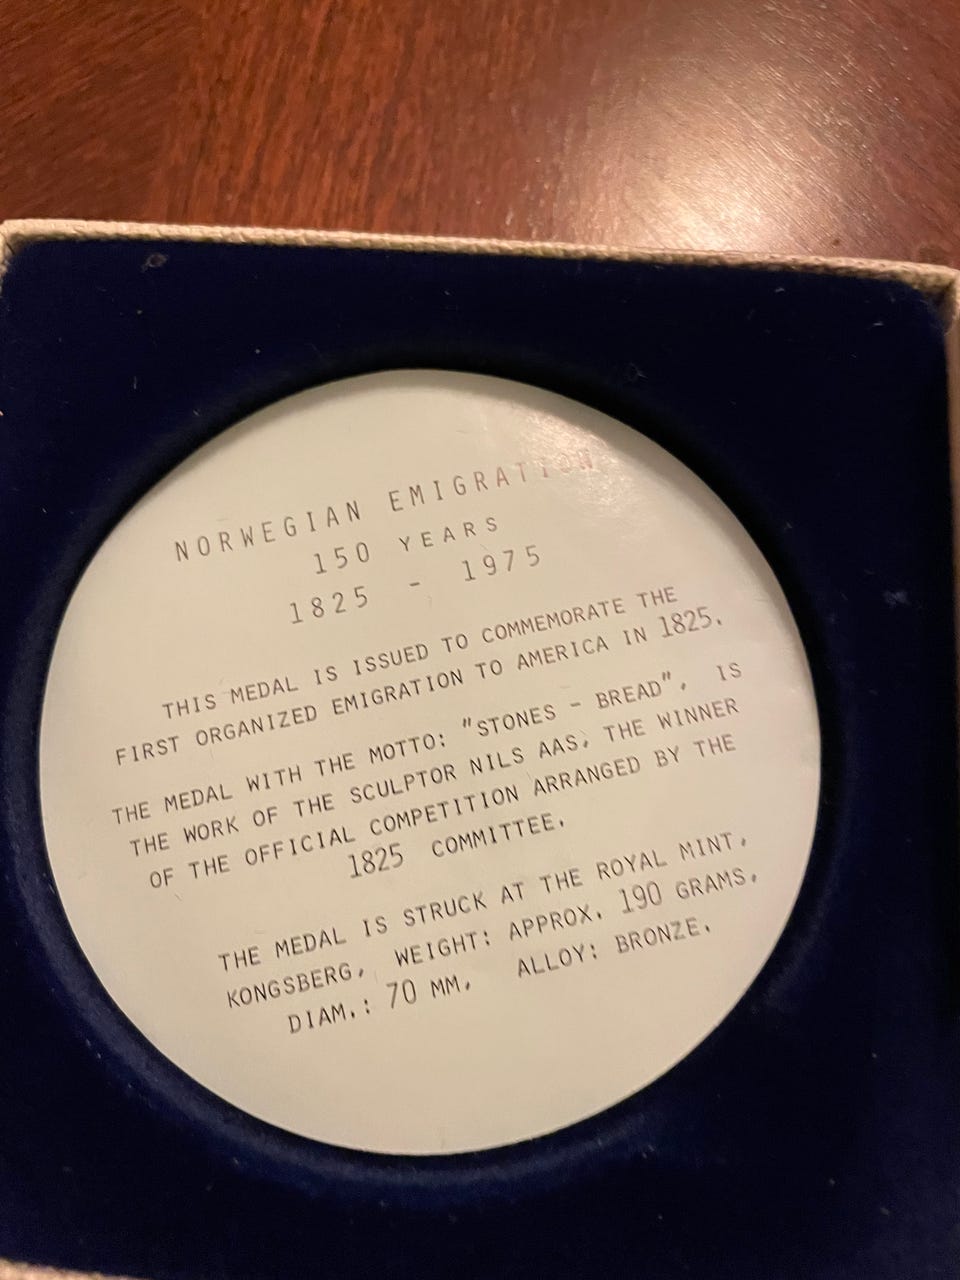 NORWEGIAN EMIGRATION
150 YEARS
1825 - 1975
THIS MEDAL IS ISSUED TO COMMEMORATE THE
FIRST ORGANIZED EMIGRATION TO AMERICA IN 1825.
THE MEDAL WITH THE MOTTO: "STONES - BREAD", IS
THE WORK OF THE SCULPTOR NILS AAS, THE WINNER
OF THE OFFICIAL COMPETITION ARRANGED BY THE
1825 COMMITTEE.
THE MEDAL IS STRUCK AT THE ROYAL MINT,
KONGSBERG, WEIGHT: APPROX. 190 GRAMS.
DIAM.: 70 MM. ALLOY: BRONZE.